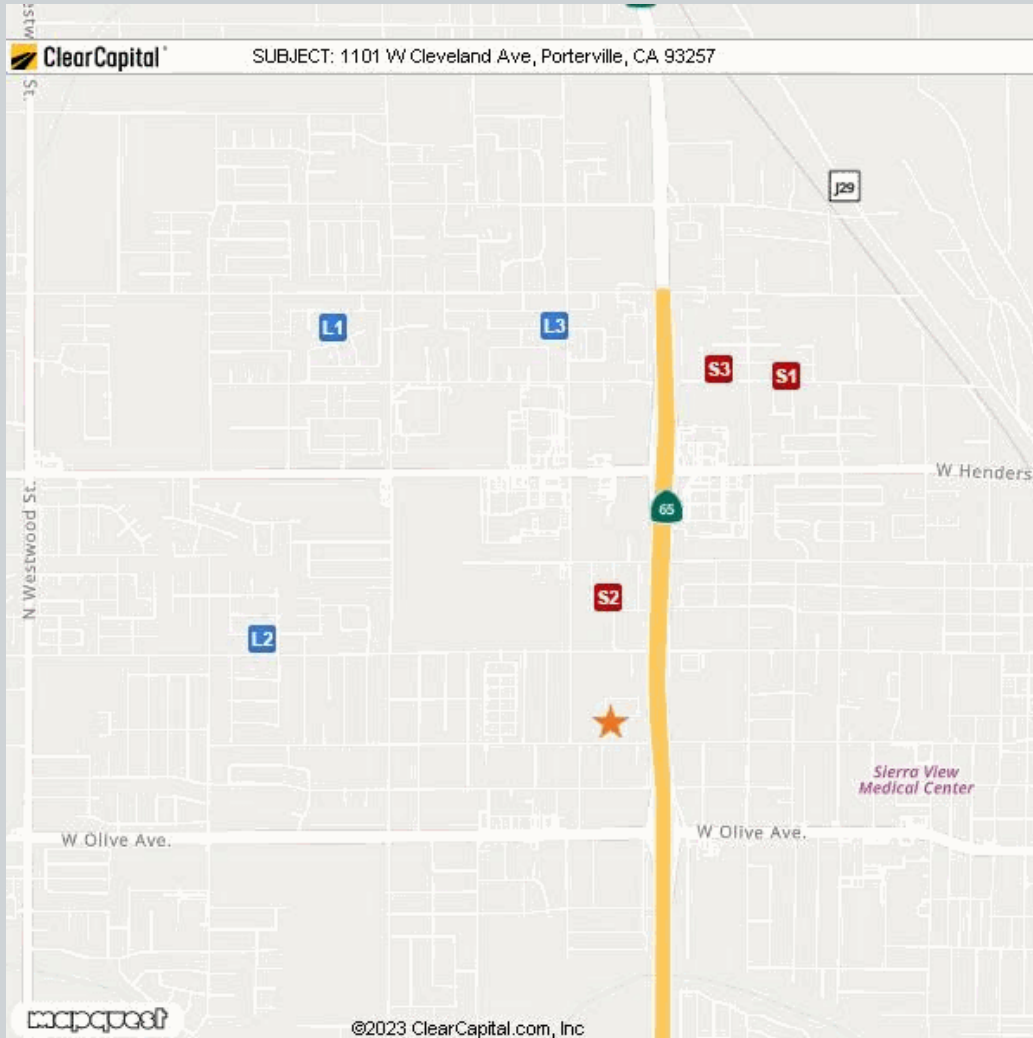 ClearCapital
SUBJECT: 1101 W Cleveland Ave, Porterville, CA 93257
St.
J29
L1
L3
S3
S1
W Henders
65
N Westwood St.
S2
L2
Sierra View
Medical Center
W Olive Ave.
W Olive Ave.
mapquest
©2023 ClearCapital.com, Inc